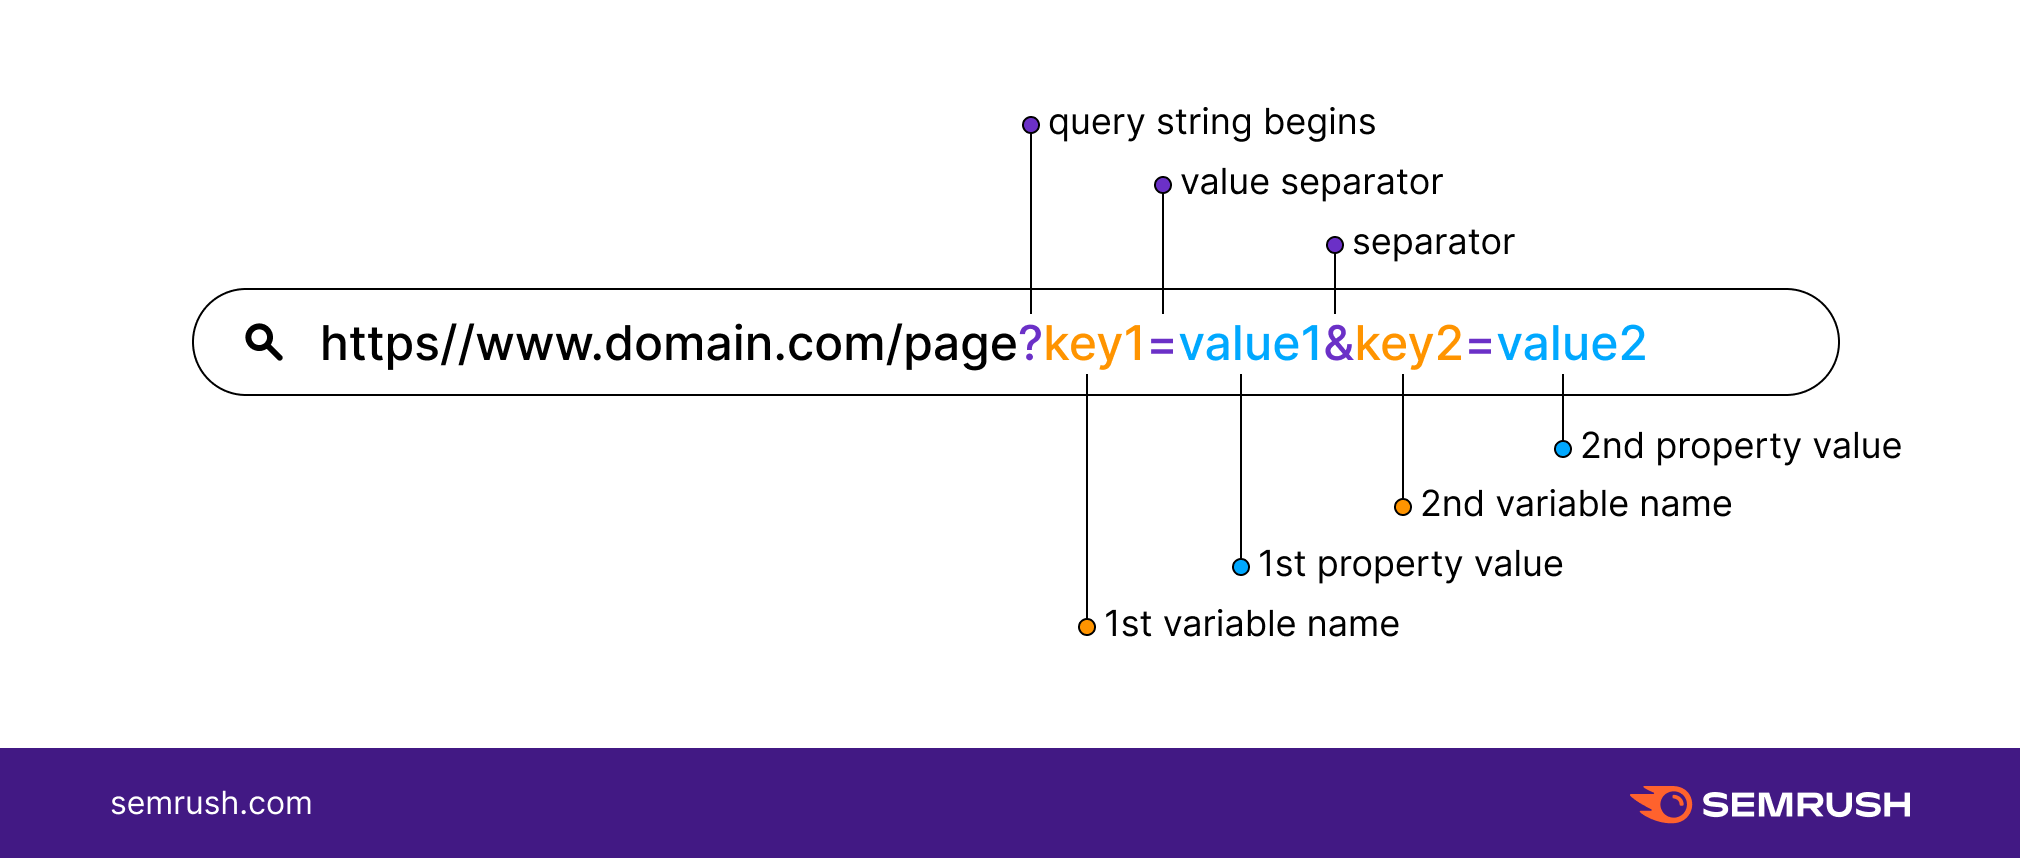 query string begins
value separator
separator
https//www.domain.com/page?key1=value1&key2=value2
2nd property value
2nd variable name
1st property value
1st variable name
semrush.com
SEMRUSH